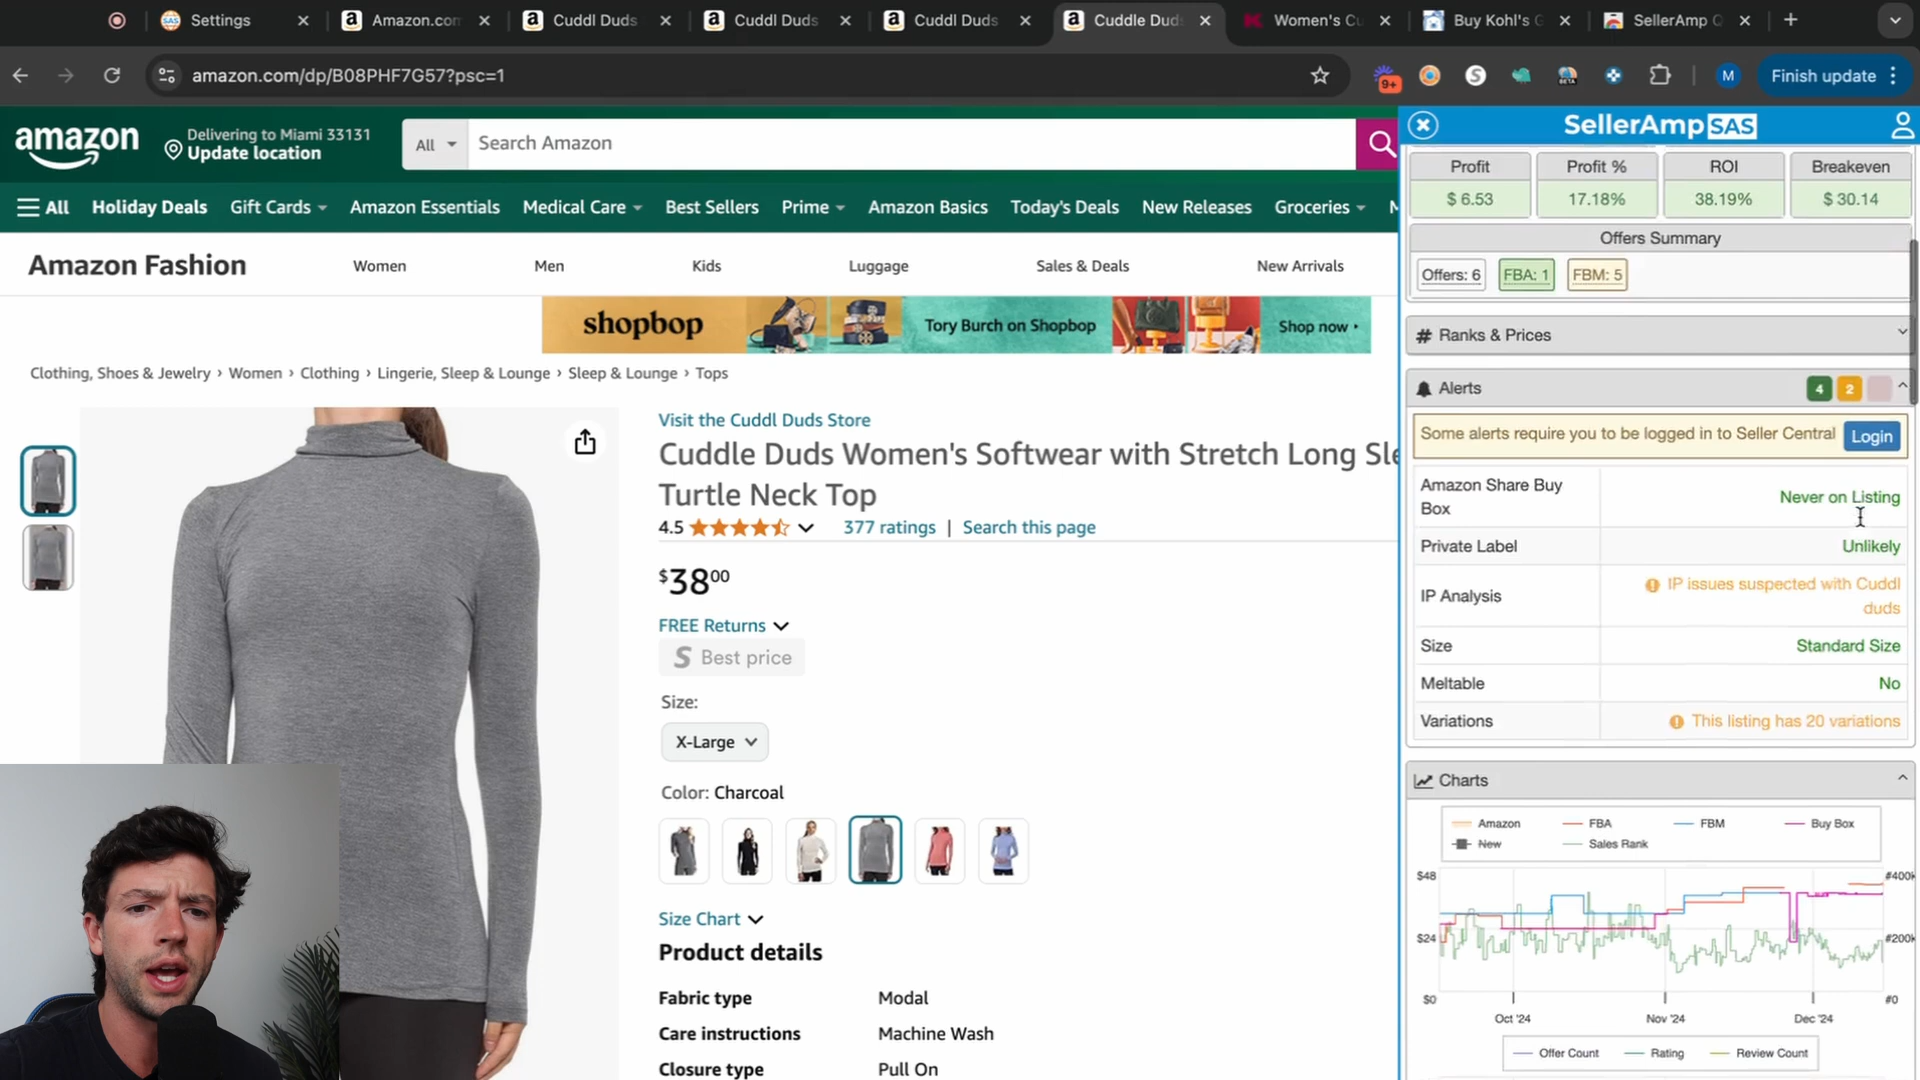 Settings
Amazon.com
Cuddl Duds
Cuddl Duds
Cuddl Duds
Cuddle Duds
Women's Cu
Buy Kohl's G
SellerAmp
amazon.com/dp/B08PHF7G57?psc=1
9+
BETA
M
Finish update
amazon
Delivering to Miami 33131
Update location
All
Search Amazon
All
Holiday Deals
Gift Cards
Amazon Essentials
Medical Care
Best Sellers
Prime
Amazon Basics
Today's Deals
New Releases
Groceries
Amazon Fashion
Women
Men
Kids
Luggage
Sales & Deals
New Arrivals
shopbop
Tory Burch on Shopbop
Shop now
Clothing, Shoes & Jewelry › Women › Clothing › Lingerie, Sleep & Lounge › Sleep & Lounge › Tops
Visit the Cuddl Duds Store
Cuddle Duds Women's Softwear with Stretch Long Sle
Turtle Neck Top
4.5
377 ratings | Search this page
$3800
FREE Returns
S Best price
Size:
X-Large
Color: Charcoal
Size Chart
Product details
Fabric type Modal
Care instructions Machine Wash
Closure type Pull On
SellerAmp SAS
Profit Profit % ROI Breakeven
$ 6.53 17.18% 38.19% $ 30.14
Offers Summary
Offers: 6 FBA: 1 FBM: 5
# Ranks & Prices
Alerts 4 2
Some alerts require you to be logged in to Seller Central Login
Amazon Share Buy
Box
Never on Listing
Private Label Unlikely
IP Analysis
IP issues suspected with Cuddl
duds
Size Standard Size
Meltable No
Variations This listing has 20 variations
Charts
Amazon FBA FBM Buy Box
New Sales Rank
$48 #400k
$24 #200k
$0 #0
Oct '24 Nov '24 Dec '24
Offer Count Rating Review Count